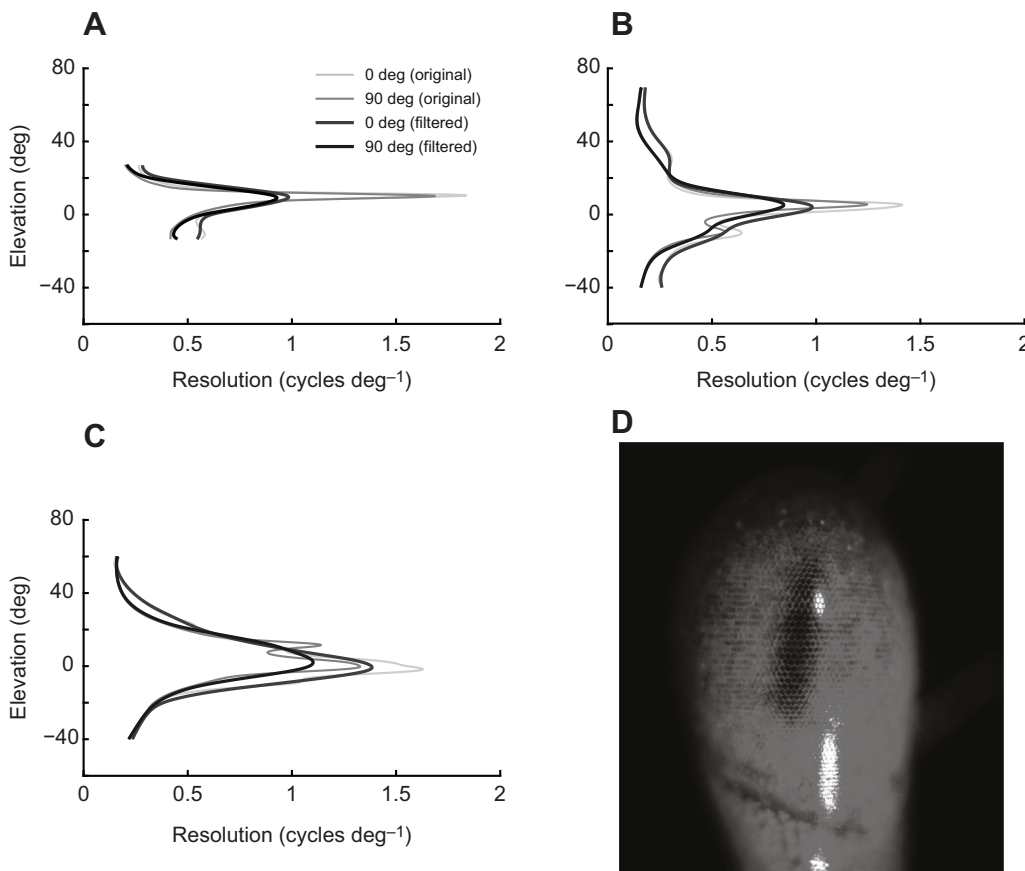 A
80
40
0
−40
Elevation (deg)
0 deg (original)
90 deg (original)
0 deg (filtered)
90 deg (filtered)
0 0.5 1 1.5 2
Resolution (cycles deg–1)
B
80
40
0
−40
0 0.5 1 1.5 2
Resolution (cycles deg–1)
C
80
40
0
−40
Elevation (deg)
0 0.5 1 1.5 2
Resolution (cycles deg–1)
D